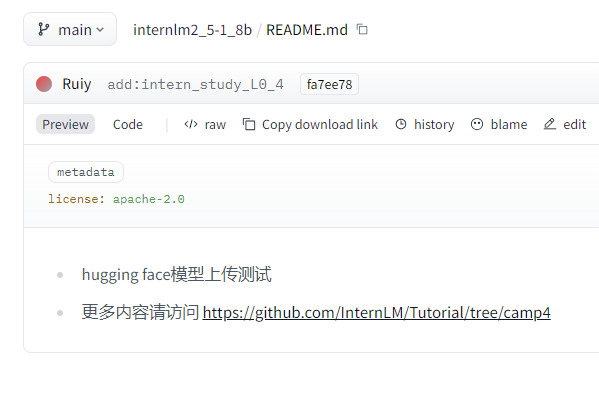 main internlm2_5-1_8b / README.md
Ruiy add:intern_study_L0_4 fa7ee78
Preview Code raw Copy download link history blame edit
metadata
license: apache-2.0
hugging face模型上传测试
更多内容请访问 https://github.com/InternLM/Tutorial/tree/camp4